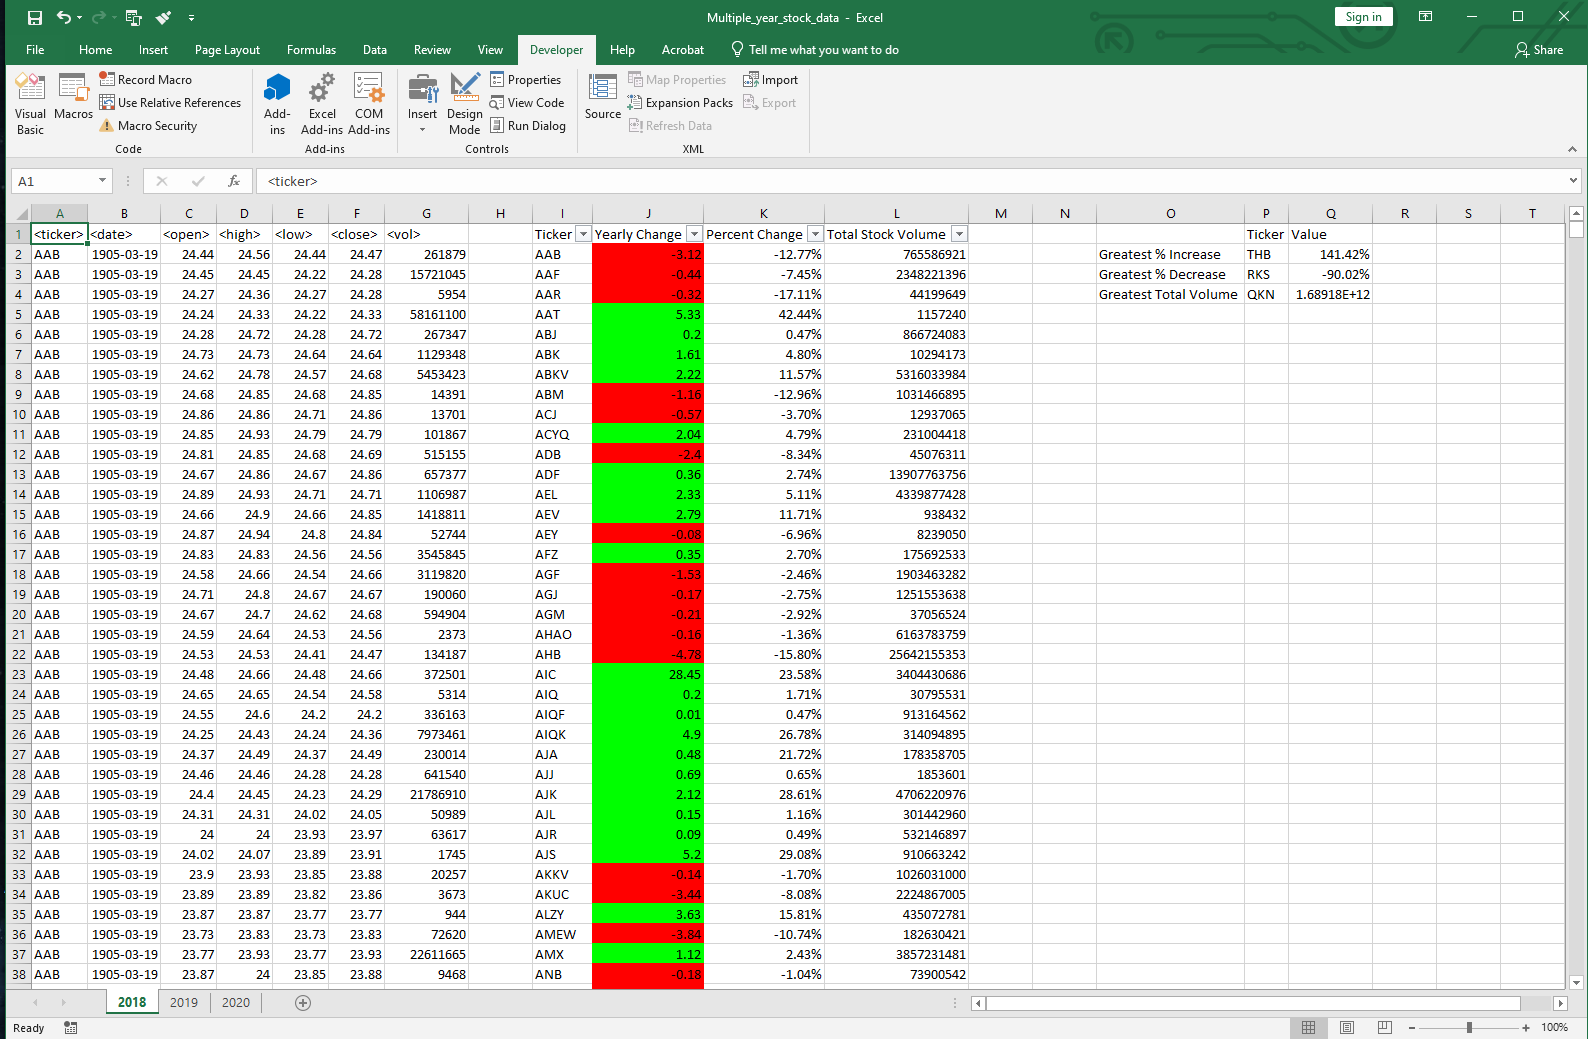 Multiple_year_stock_data - Excel
Sign in
File Home Insert Page Layout Formulas Data Review View Developer Help Acrobat Tell me what you want to do Share
Visual Basic
Macros
Record Macro
Use Relative References
Macro Security
Code
Add-ins
Excel Add-ins
COM Add-ins
Add-ins
Insert
Design Mode
Properties
View Code
Run Dialog
Controls
Source
Map Properties
Expansion Packs
Refresh Data
Import
Export
XML
A1 fx <ticker>
A B C D E F G H I J K L M N O P Q R S T
1 <ticker> <date> <open> <high> <low> <close> <vol> Ticker Yearly Change Percent Change Total Stock Volume Ticker Value
2 AAB 1905-03-19 24.44 24.56 24.44 24.47 261879 AAB -3.12 -12.77% 765586921 Greatest % Increase THB 141.42%
3 AAB 1905-03-19 24.45 24.45 24.22 24.28 15721045 AAF -0.44 -7.45% 2348221396 Greatest % Decrease RKS -90.02%
4 AAB 1905-03-19 24.27 24.36 24.27 24.28 5954 AAR -0.32 -17.11% 44199649 Greatest Total Volume QKN 1.68918E+12
5 AAB 1905-03-19 24.24 24.33 24.22 24.33 58161100 AAT 5.33 42.44% 1157240
6 AAB 1905-03-19 24.28 24.72 24.28 24.72 267347 ABJ 0.2 0.47% 866724083
7 AAB 1905-03-19 24.73 24.73 24.64 24.64 1129348 ABK 1.61 4.80% 10294173
8 AAB 1905-03-19 24.62 24.78 24.57 24.68 5453423 ABKV 2.22 11.57% 5316033984
9 AAB 1905-03-19 24.68 24.85 24.68 24.85 14391 ABM -1.16 -12.96% 1031466895
10 AAB 1905-03-19 24.86 24.86 24.71 24.86 13701 ACJ -0.57 -3.70% 12937065
11 AAB 1905-03-19 24.85 24.93 24.79 24.79 101867 ACYQ 2.04 4.79% 231004418
12 AAB 1905-03-19 24.81 24.85 24.68 24.69 515155 ADB -2.4 -8.34% 45076311
13 AAB 1905-03-19 24.67 24.86 24.67 24.86 657377 ADF 0.36 2.74% 13907763756
14 AAB 1905-03-19 24.89 24.93 24.71 24.71 1106987 AEL 2.33 5.11% 4339877428
15 AAB 1905-03-19 24.66 24.9 24.66 24.85 1418811 AEV 2.79 11.71% 938432
16 AAB 1905-03-19 24.87 24.94 24.8 24.84 52744 AEY -0.08 -6.96% 8239050
17 AAB 1905-03-19 24.83 24.83 24.56 24.56 3545845 AFZ 0.35 2.70% 175692533
18 AAB 1905-03-19 24.58 24.66 24.54 24.66 3119820 AGF -1.53 -2.46% 1903463282
19 AAB 1905-03-19 24.71 24.8 24.67 24.67 190060 AGJ -0.17 -2.75% 1251553638
20 AAB 1905-03-19 24.67 24.7 24.62 24.68 594904 AGM -0.21 -2.92% 37056524
21 AAB 1905-03-19 24.59 24.64 24.53 24.56 2373 AHAO -0.16 -1.36% 6163783759
22 AAB 1905-03-19 24.53 24.53 24.41 24.47 134187 AHB -4.78 -15.80% 25642155353
23 AAB 1905-03-19 24.48 24.66 24.48 24.66 372501 AIC 28.45 23.58% 3404430686
24 AAB 1905-03-19 24.65 24.65 24.54 24.58 5314 AIQ 0.2 1.71% 30795531
25 AAB 1905-03-19 24.55 24.6 24.2 24.2 336163 AIQF 0.01 0.47% 913164562
26 AAB 1905-03-19 24.25 24.43 24.24 24.36 7973461 AIQK 4.9 26.78% 314094895
27 AAB 1905-03-19 24.37 24.49 24.37 24.49 230014 AJA 0.48 21.72% 178358705
28 AAB 1905-03-19 24.46 24.46 24.28 24.28 641540 AJJ 0.69 0.65% 1853601
29 AAB 1905-03-19 24.4 24.45 24.23 24.29 21786910 AJK 2.12 28.61% 4706220976
30 AAB 1905-03-19 24.31 24.31 24.02 24.05 50989 AJL 0.15 1.16% 301442960
31 AAB 1905-03-19 24 24 23.93 23.97 63617 AJR 0.09 0.49% 532146897
32 AAB 1905-03-19 24.02 24.07 23.89 23.91 1745 AJS 5.2 29.08% 910663242
33 AAB 1905-03-19 23.9 23.93 23.85 23.88 20257 AKKV -0.14 -1.70% 1026031000
34 AAB 1905-03-19 23.89 23.89 23.82 23.86 3673 AKUC -3.44 -8.08% 2224867005
35 AAB 1905-03-19 23.87 23.87 23.77 23.77 944 ALZY 3.63 15.81% 435072781
36 AAB 1905-03-19 23.73 23.83 23.73 23.83 72620 AMEW -3.84 -10.74% 182630421
37 AAB 1905-03-19 23.77 23.93 23.77 23.93 22611665 AMX 1.12 2.43% 3857231481
38 AAB 1905-03-19 23.87 24 23.85 23.88 9468 ANB -0.18 -1.04% 73900542
2018 2019 2020
Ready 100%